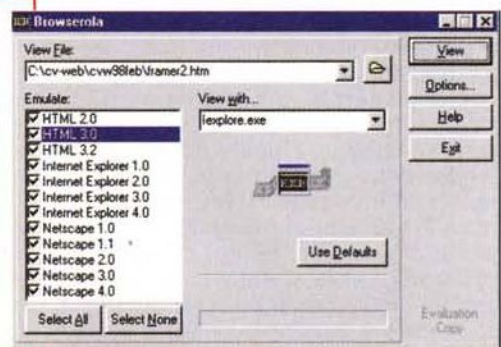 Browserola
View File:
C:\cv-web\cvw98feb\framer2.htm
View
Options...
Help
Exit
Emulate:
HTML 2.0
HTML 3.0
HTML 3.2
Internet Explorer 1.0
Internet Explorer 2.0
Internet Explorer 3.0
Internet Explorer 4.0
Netscape 1.0
Netscape 1.1
Netscape 2.0
Netscape 3.0
Netscape 4.0
View with...
iexplore.exe
Use Defaults
Select All
Select None
Evaluation
Copy